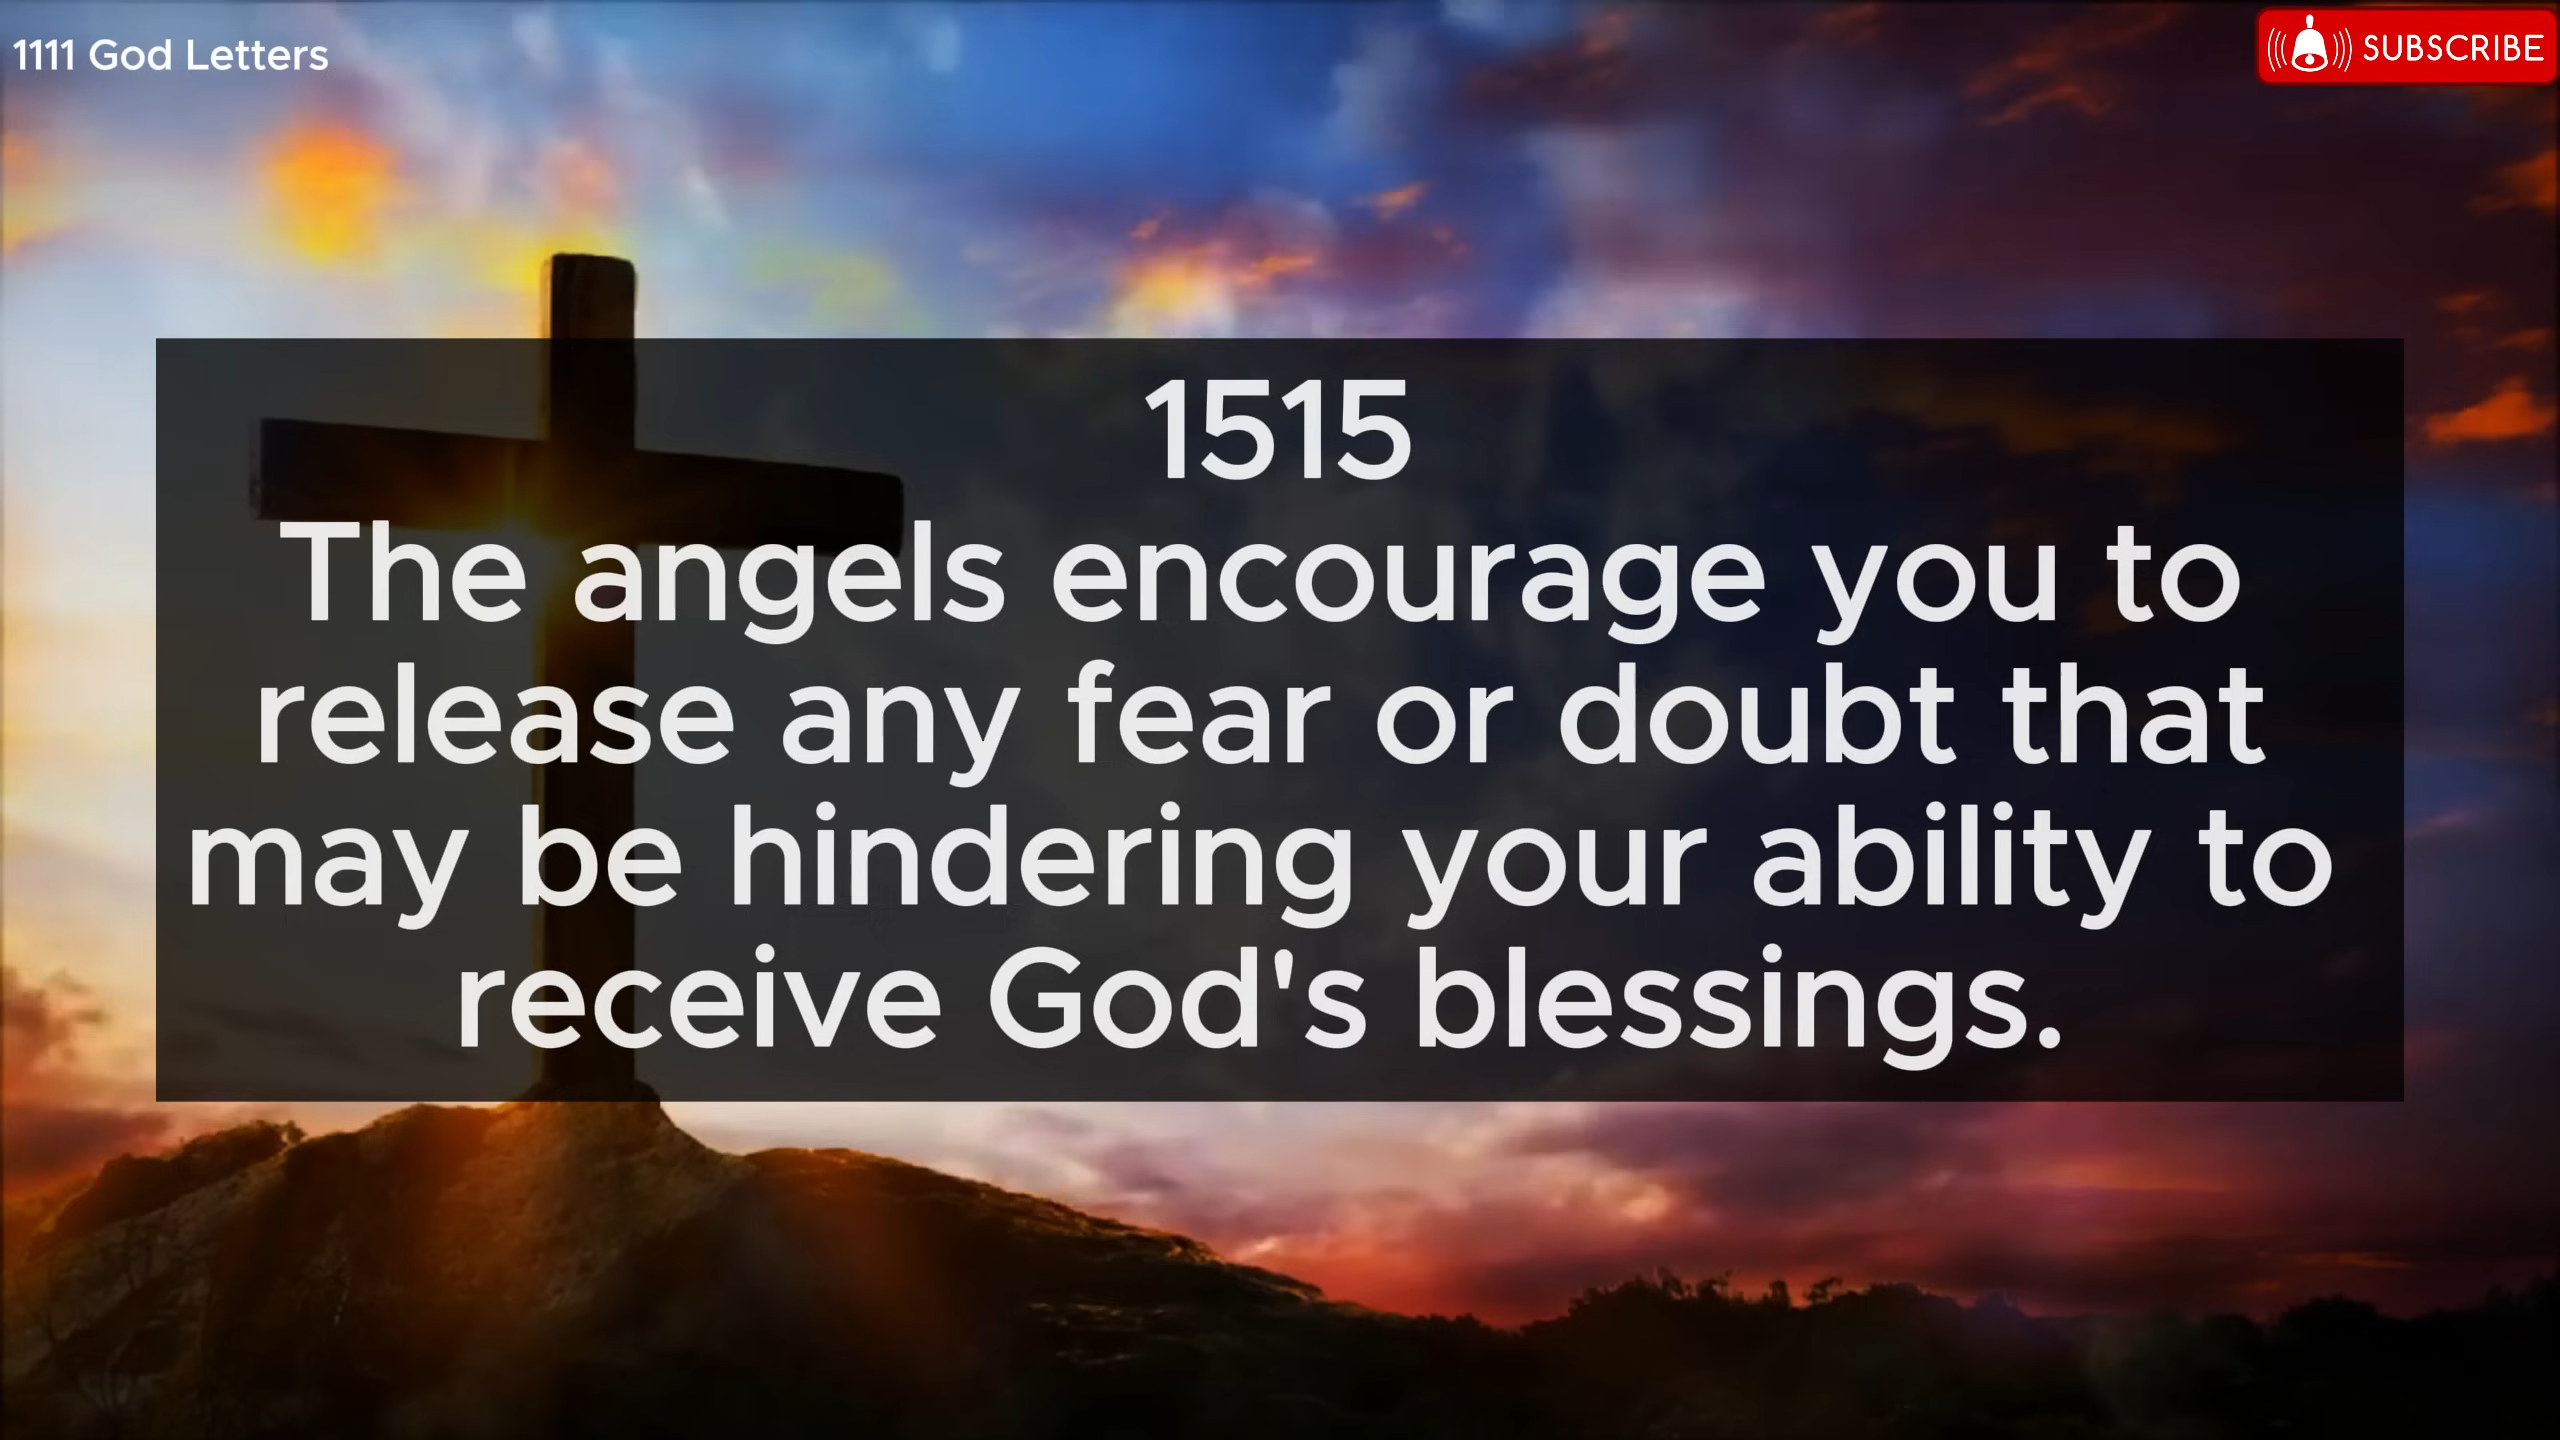 1111 God Letters
SUBSCRIBE
1515
The angels encourage you to
release any fear or doubt that
may be hindering your ability to
receive God's blessings.